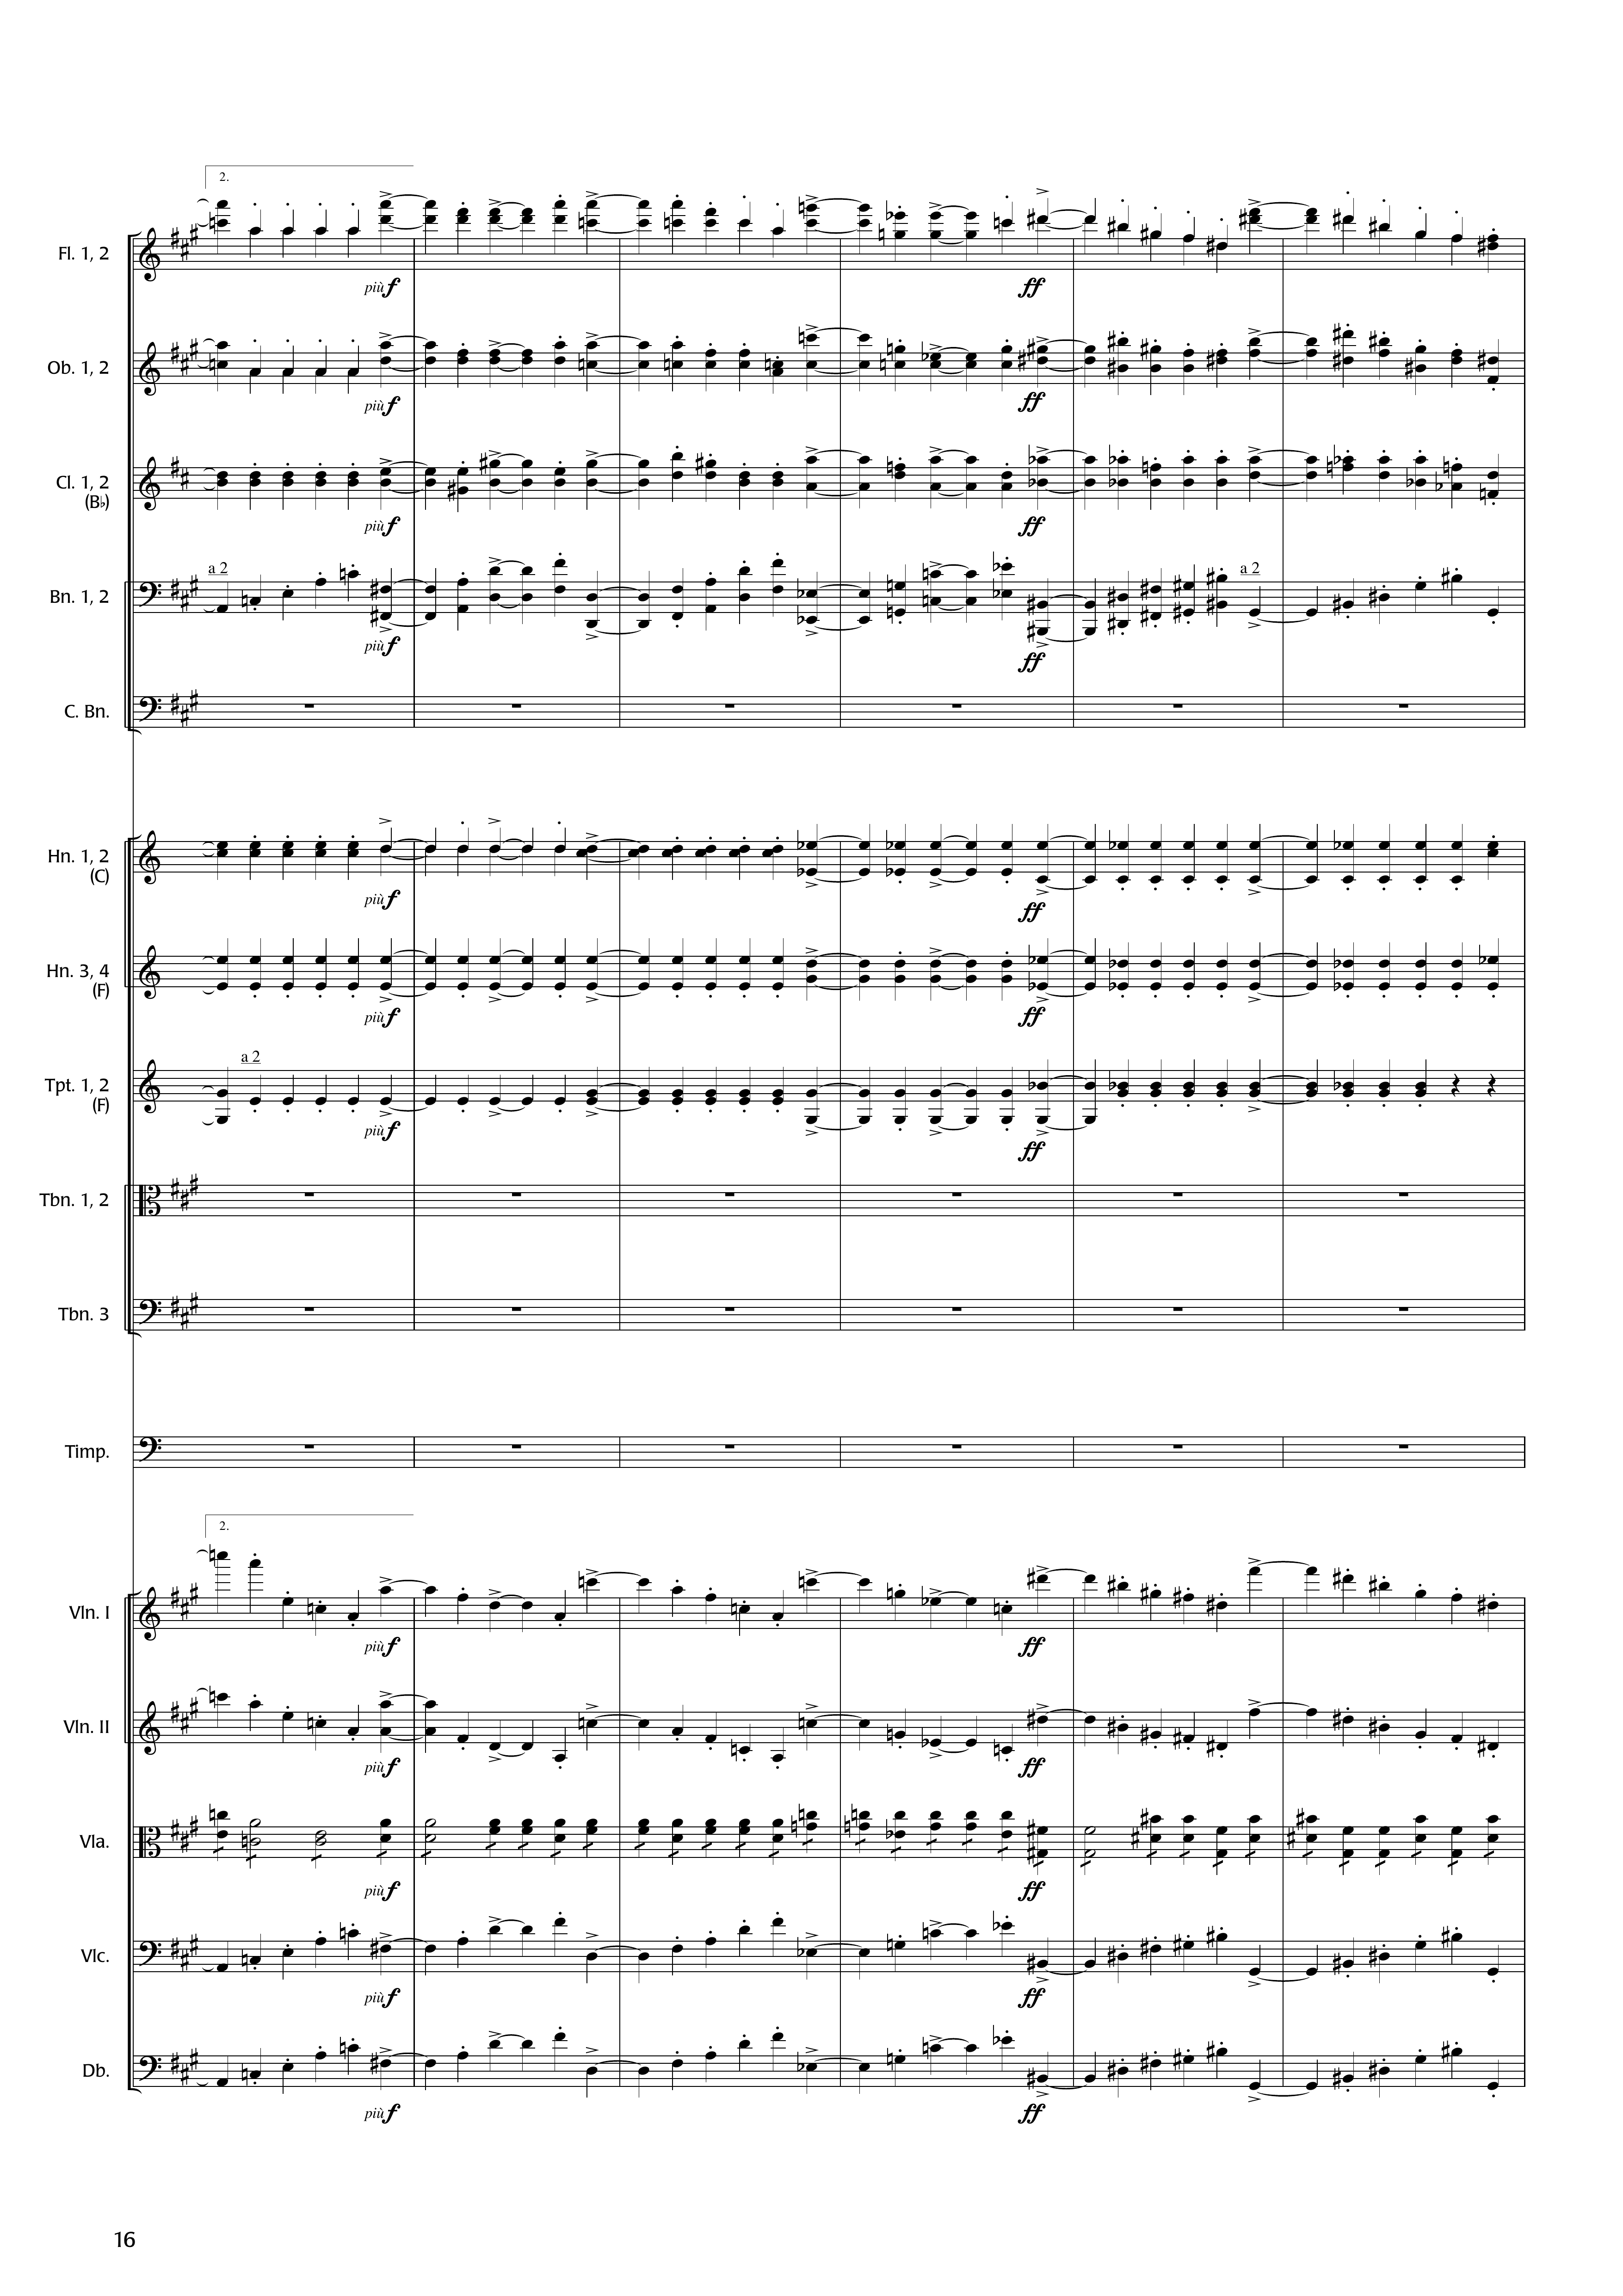 2.
Fl. 1, 2
più f
ff
Ob. 1, 2
più f
ff
Cl. 1, 2
(B♭)
più f
ff
a 2
a 2
Bn. 1, 2
più f
ff
C. Bn.
Hn. 1, 2
(C)
più f
ff
Hn. 3, 4
(F)
più f
ff
a 2
Tpt. 1, 2
(F)
più f
ff
Tbn. 1, 2
Tbn. 3
Timp.
2.
Vln. I
più f
ff
Vln. II
più f
ff
Vla.
più f
ff
Vlc.
più f
ff
Db.
più f
ff
16